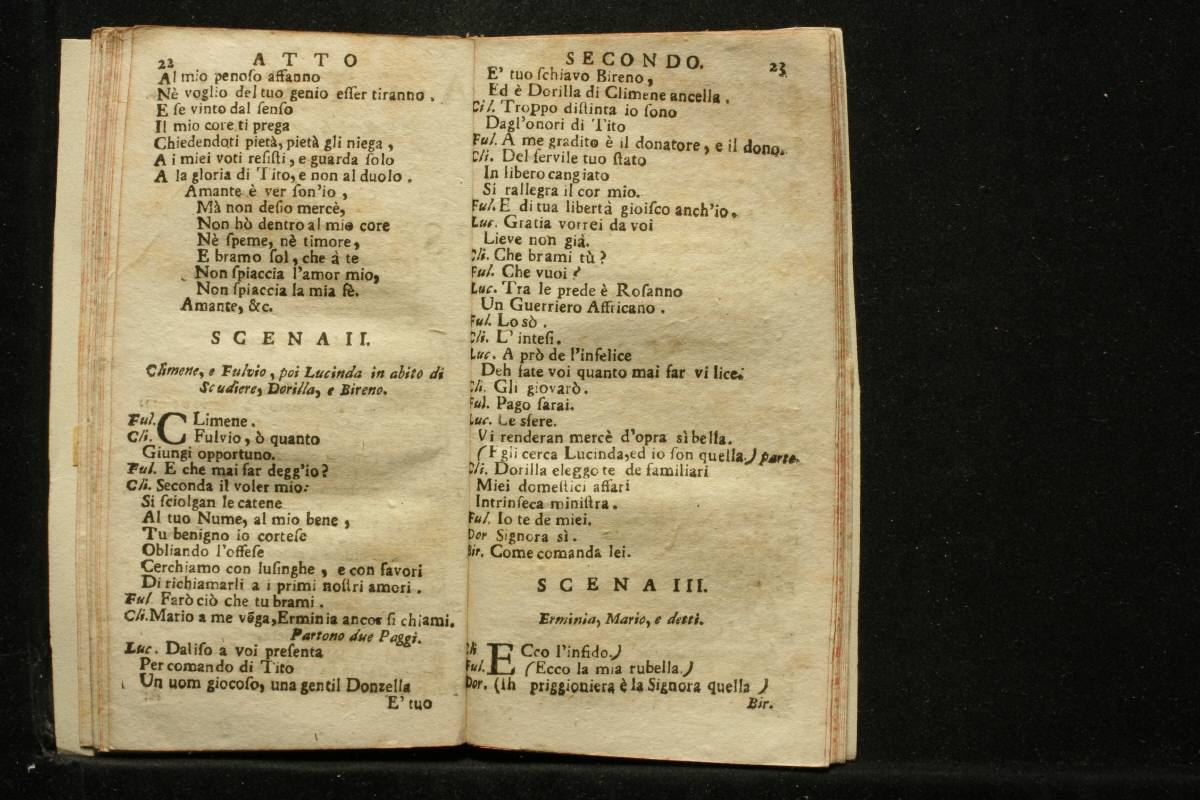 22 ATTO
Al mio penoſo affanno
Nè voglio del tuo genio eſſer tiranno.
E ſe vinto dal ſenſo
Il mio core ti prega
Chiedendoti pietà, pietà gli niega,
A i miei voti reſiſti, e guarda ſolo
A la gloria di Tito, e non al duolo.
Amante è ver ſon'io,
Mà non deſio mercè,
Non hò dentro al mio core
Nè ſpeme, nè timore,
E bramo ſol, che à te
Non ſpiaccia l'amor mio,
Non ſpiaccia la mia fè.
Amante, &c.
SCENA II.
Climene, e Fulvio, poi Lucinda in abito di
Scudiere, Dorilla, e Bireno.
Ful. CLimene.
Cli. Fulvio, ò quanto
Giungi opportuno.
Ful. E che mai far degg'io?
Cli. Seconda il voler mio:
Si ſciolgan le catene
Al tuo Nume, al mio bene,
Tu benigno io corteſe
Obliando l'offeſe
Cerchiamo con luſinghe, e con favori
Di richiamarli a i primi noſtri amori.
Ful. Farò ciò che tu brami.
Cli. Mario a me vēga, Erminia ancor ſi chiami.
Partono due Paggi.
Luc. Daliſo a voi preſenta
Per comando di Tito
Un uom giocoſo, una gentil Donzella
E' tuo
SECONDO. 23
E' tuo ſchiavo Bireno,
Ed è Dorilla di Climene ancella.
Cil. Troppo diſtinta io ſono
Dagl'onori di Tito
Ful. A me gradito è il donatore, e il dono.
Cli. Del ſervile tuo ſtato
In libero cangiato
Si rallegra il cor mio.
Ful. E di tua libertà gioiſco anch'io.
Luc. Gratia vorrei da voi
Lieve non già.
Cli. Che brami tù?
Ful. Che vuoi?
Luc. Tra le prede è Roſanno
Un Guerriero Affricano.
Ful. Lo sò.
Cli. L'inteſi.
Luc. A prò de l'infelice
Deh fate voi quanto mai far vi lice.
Cli. Gli giovarò.
Ful. Pago ſarai.
Luc. Le sfere.
Vi renderan mercè d'opra sì bella.
(Egli cerca Lucinda, ed io ſon quella.) parte.
Cli. Dorilla eleggo te de familiari
Miei domeſtici affari
Intrinſeca miniſtra.
Ful. Io te de miei.
Dor Signora sì.
Bir. Come comanda lei.
SCENA III.
Erminia, Mario, e detti.
Cli ECco l'infido.)
Ful. (Ecco la mia rubella.)
Dor. (Ih priggioniera è la Signora quella )
Bir.